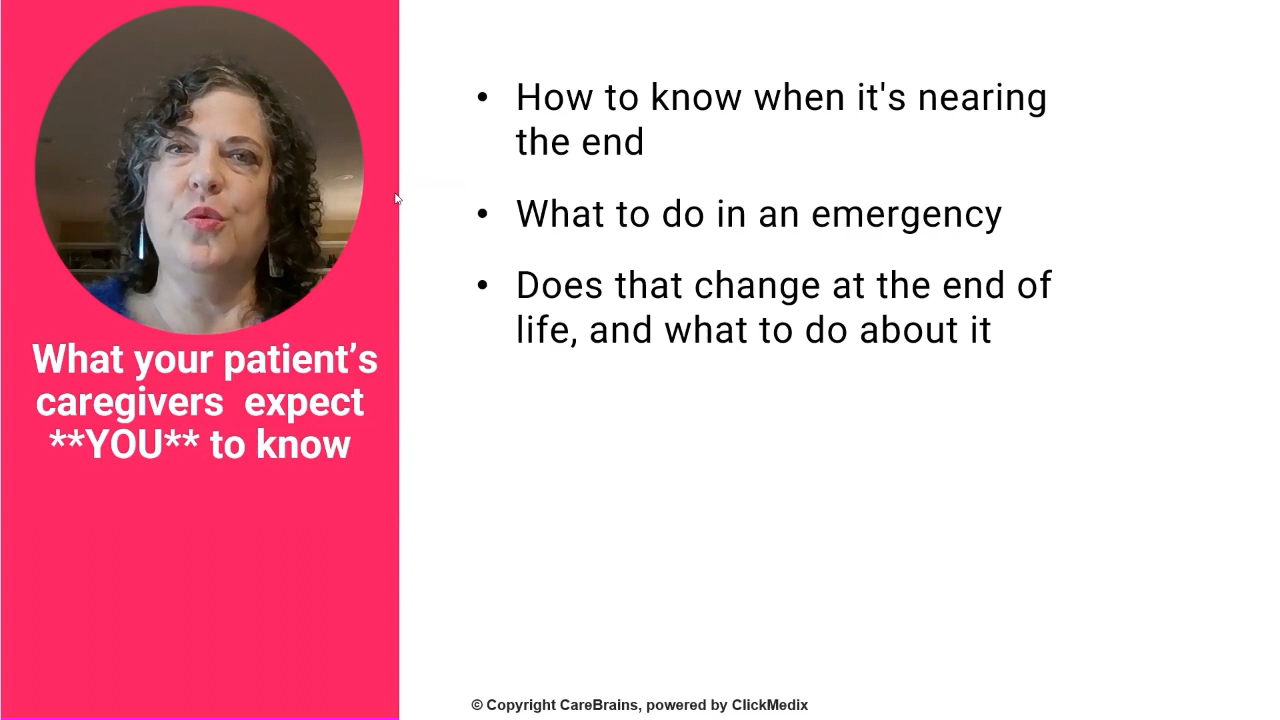 What your patient’s
caregivers  expect
**YOU** to know
• How to know when it's nearing
the end
• What to do in an emergency
• Does that change at the end of
life, and what to do about it
© Copyright CareBrains, powered by ClickMedix